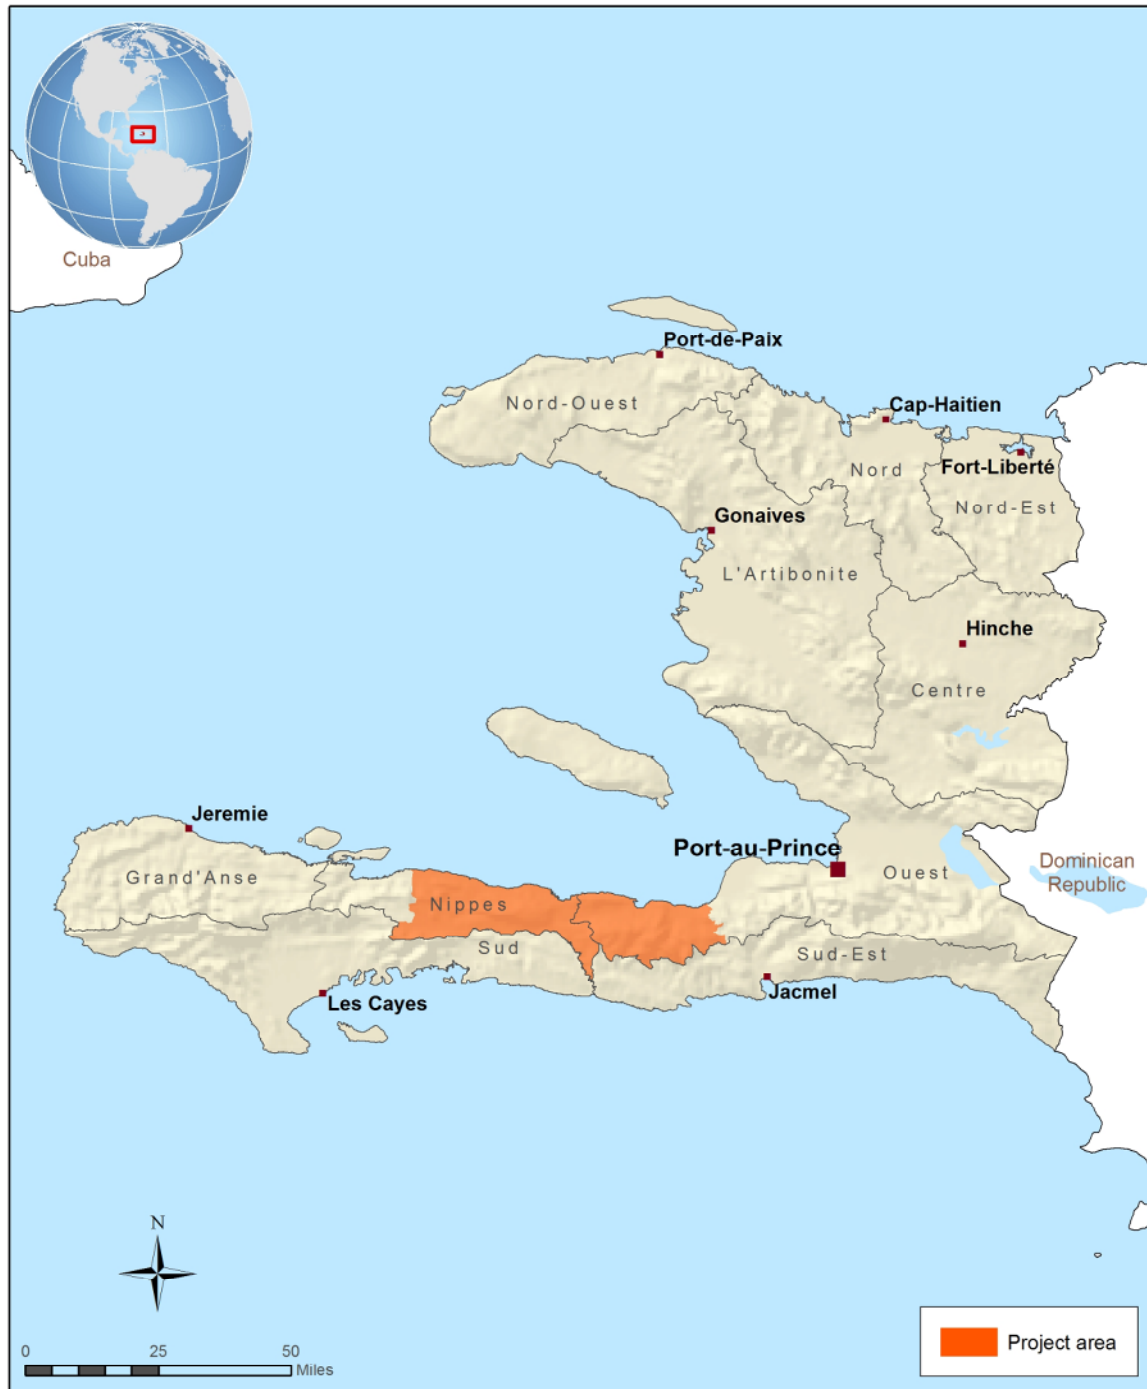 Cuba
Port-de-Paix
Nord-Ouest
Cap-Haitien
Nord
Fort-Liberté
Nord-Est
Gonaives
L'Artibonite
Hinche
Centre
Jeremie
Grand'Anse
Port-au-Prince
Ouest
Dominican
Republic
Nippes
Sud
Sud-Est
Les Cayes
Jacmel
N
0 25 50
Miles
Project area